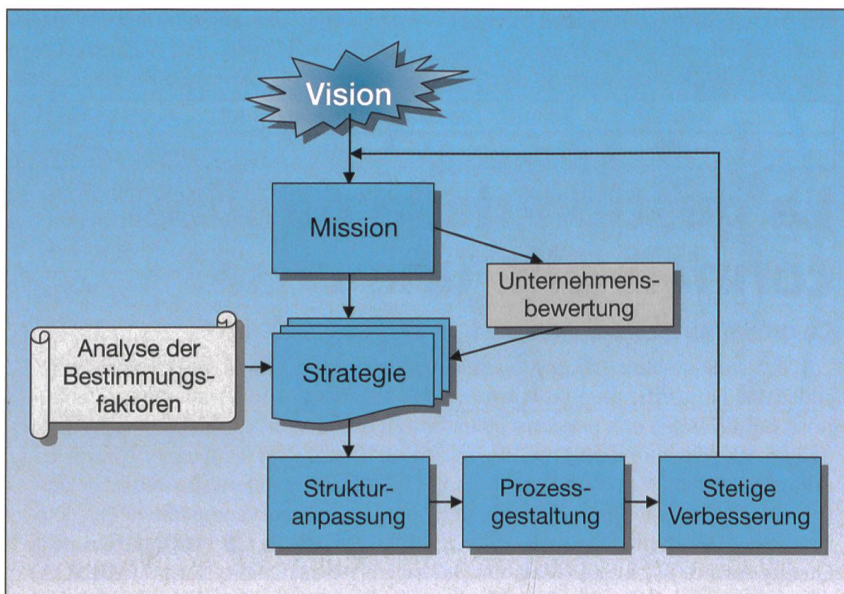 Vision
Mission
Unternehmens-
bewertung
Analyse der
Bestimmungs-
faktoren
Strategie
Struktur-
anpassung
Prozess-
gestaltung
Stetige
Verbesserung